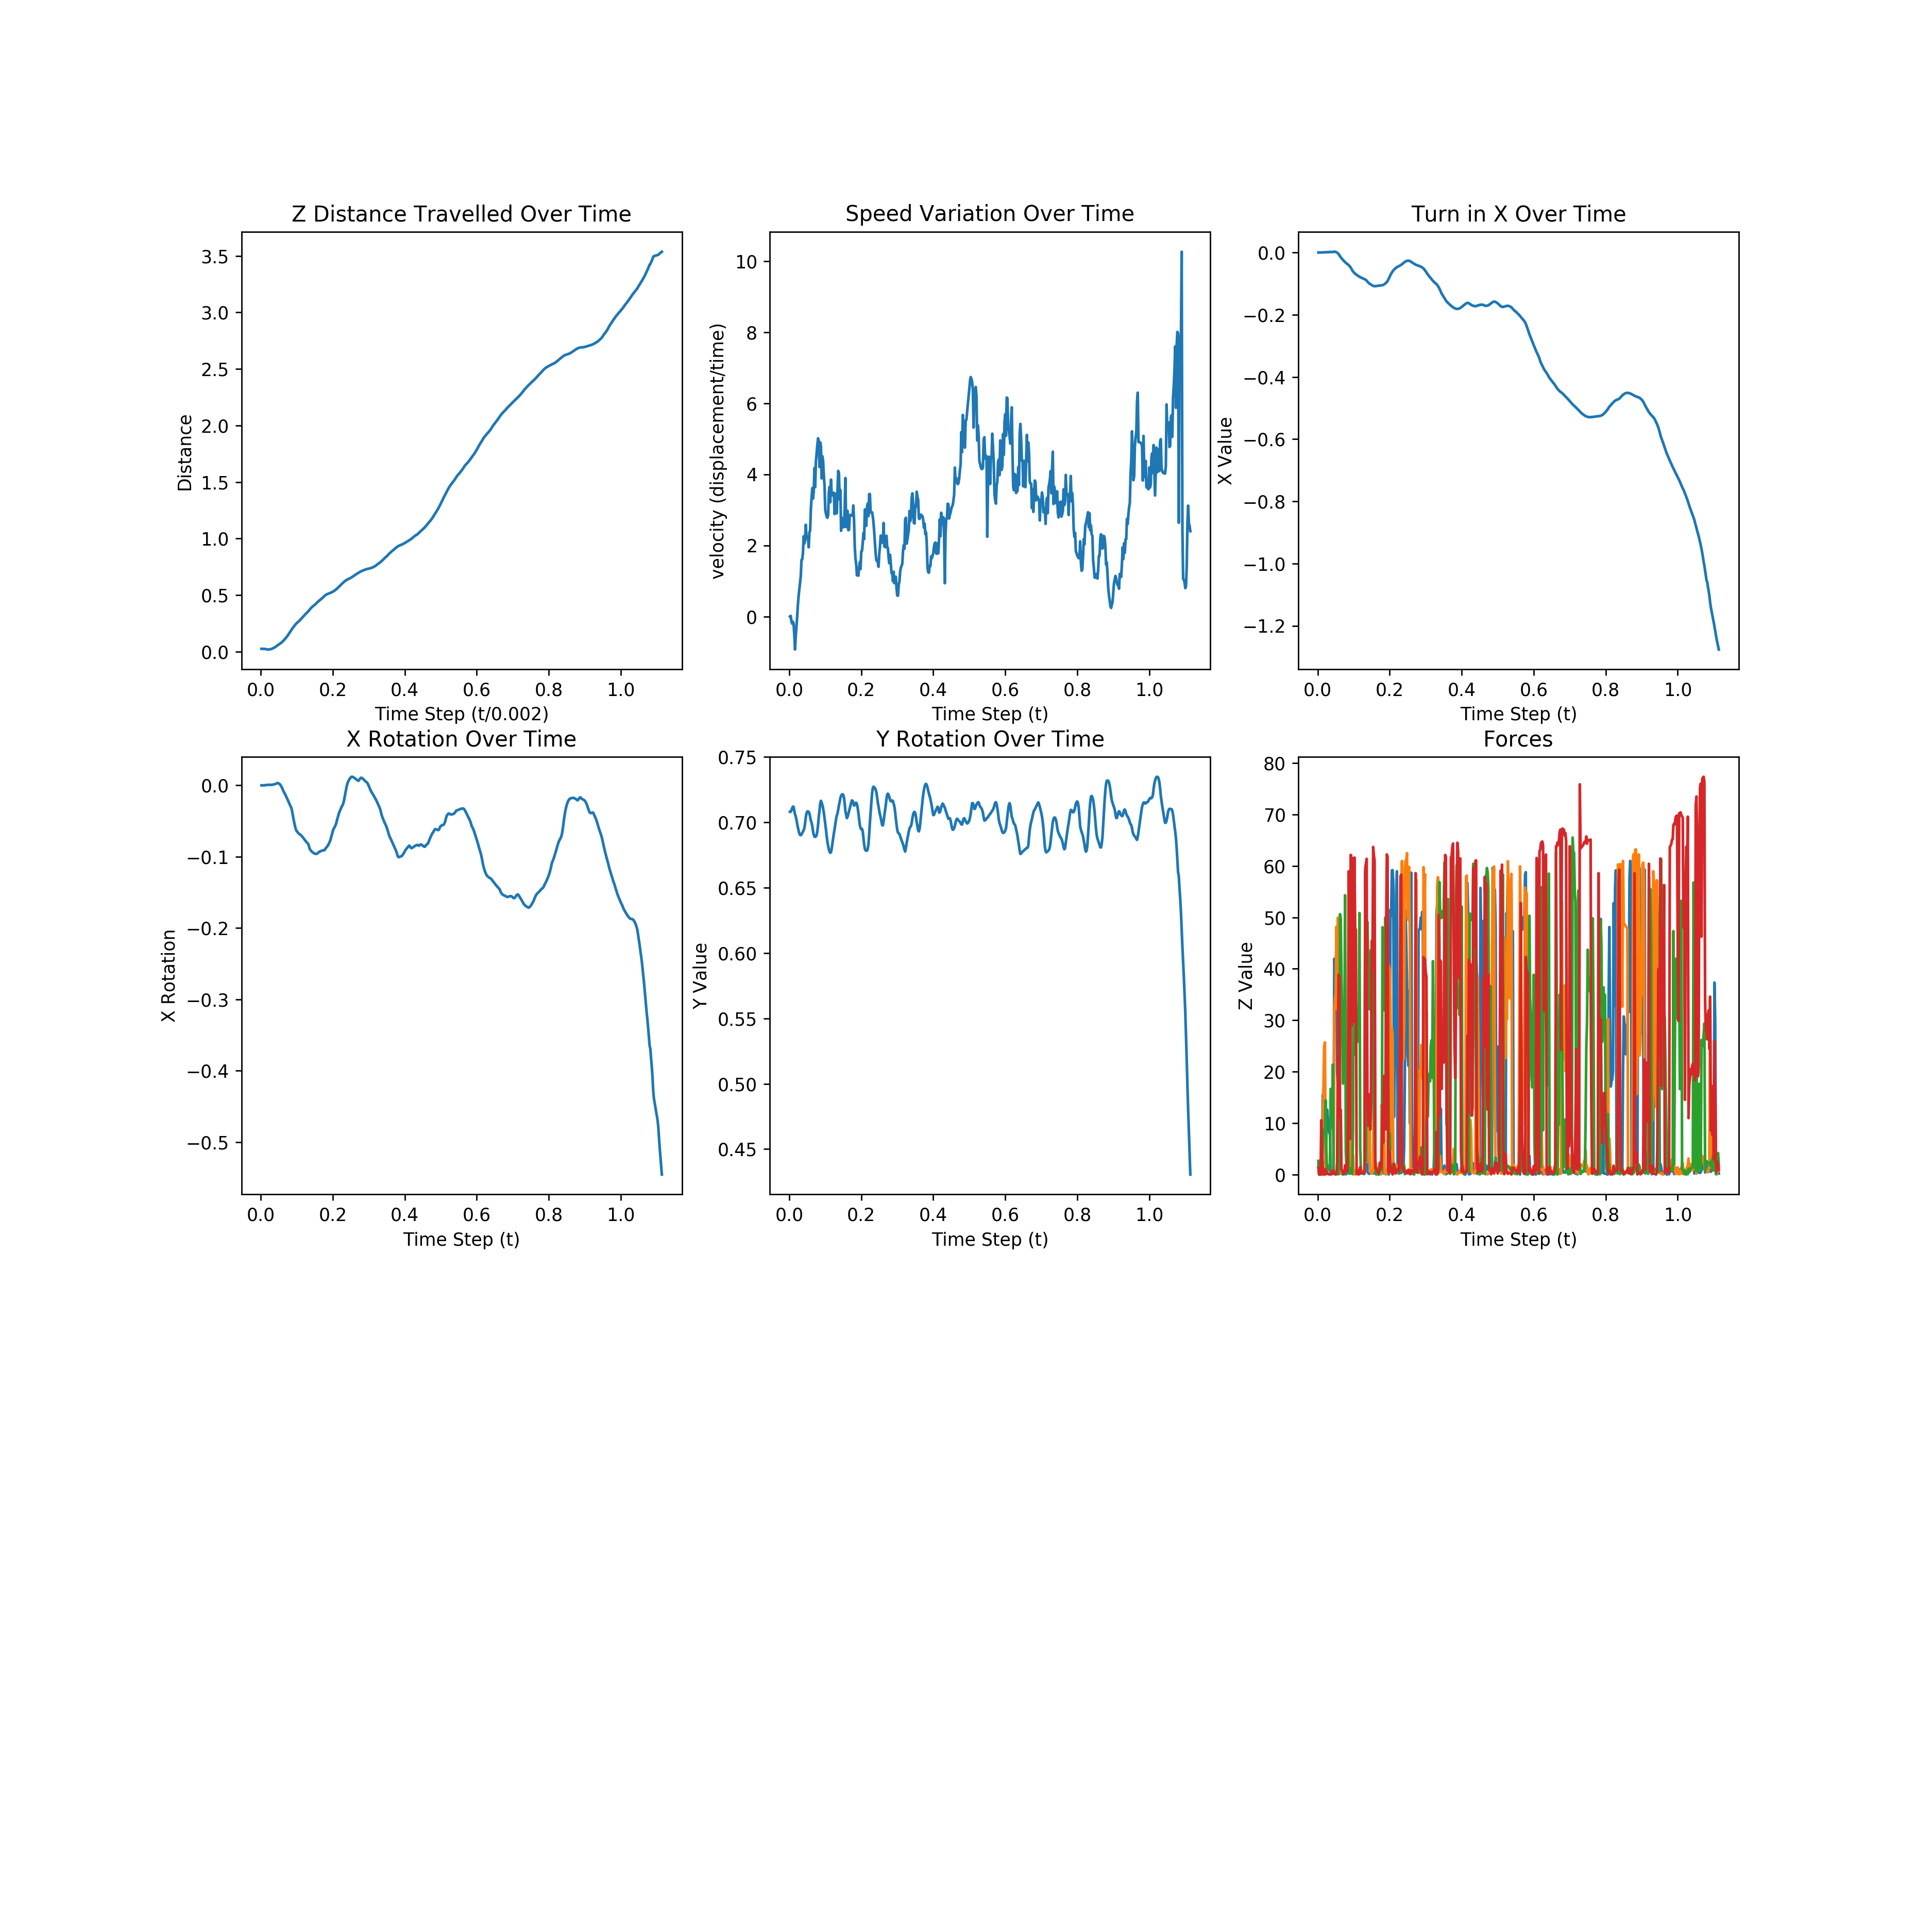 Z Distance Travelled Over Time
Distance
3.5
3.0
2.5
2.0
1.5
1.0
0.5
0.0
0.0 0.2 0.4 0.6 0.8 1.0
Time Step (t/0.002)
Speed Variation Over Time
velocity (displacement/time)
10
8
6
4
2
0
0.0 0.2 0.4 0.6 0.8 1.0
Time Step (t)
Turn in X Over Time
X Value
0.0
−0.2
−0.4
−0.6
−0.8
−1.0
−1.2
0.0 0.2 0.4 0.6 0.8 1.0
Time Step (t)
X Rotation Over Time
X Rotation
0.0
−0.1
−0.2
−0.3
−0.4
−0.5
0.0 0.2 0.4 0.6 0.8 1.0
Time Step (t)
Y Rotation Over Time
Y Value
0.75
0.70
0.65
0.60
0.55
0.50
0.45
0.0 0.2 0.4 0.6 0.8 1.0
Time Step (t)
Forces
Z Value
80
70
60
50
40
30
20
10
0
0.0 0.2 0.4 0.6 0.8 1.0
Time Step (t)